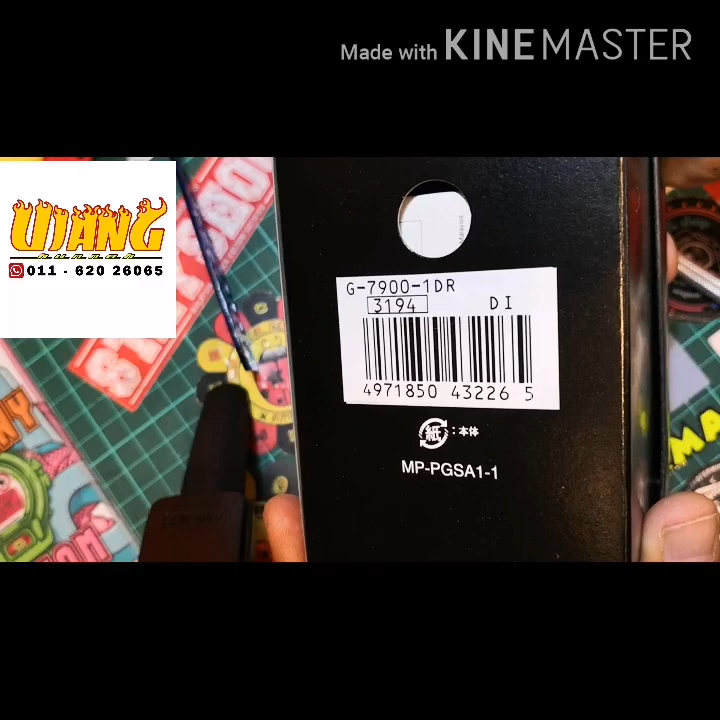 Made with KINEMASTER
UJANG
011 - 620 26065
G-7900-1DR
3194 DI
4971850 43226 5
紙:本体
MP-PGSA1-1